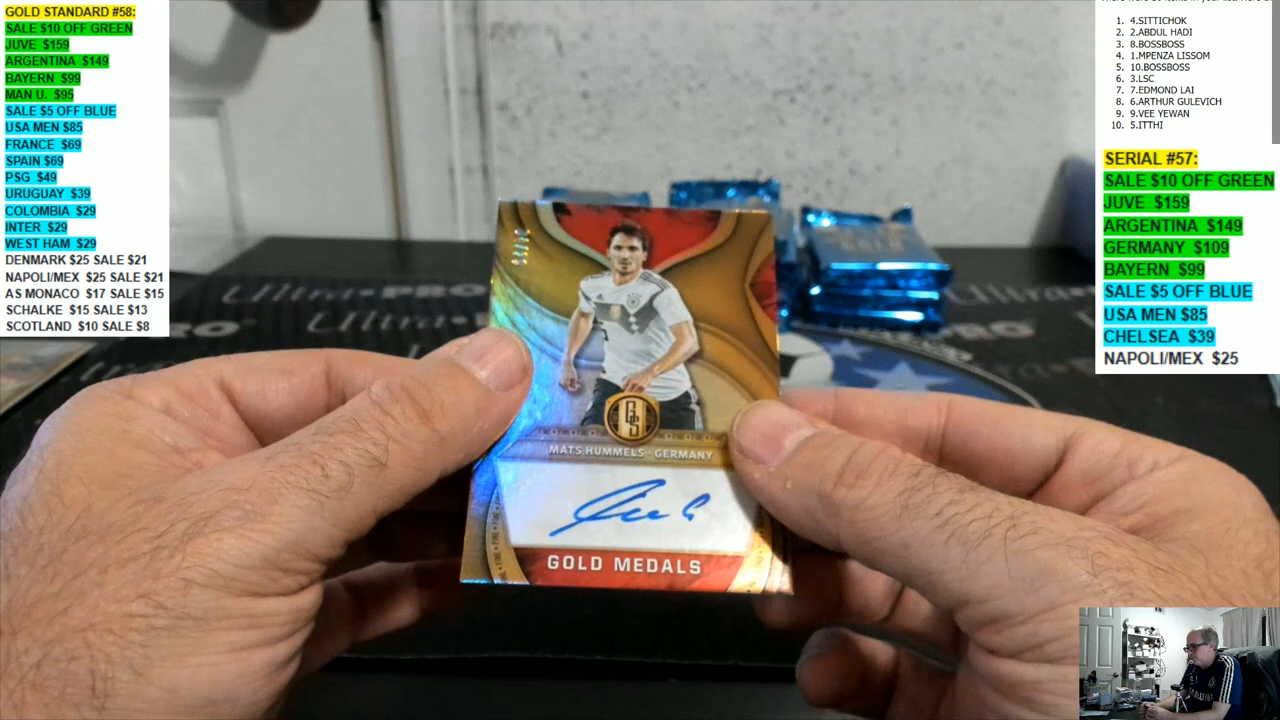 GOLD STANDARD #58:
SALE $10 OFF GREEN
JUVE $159
ARGENTINA $149
BAYERN $99
MAN U. $95
SALE $5 OFF BLUE
USA MEN $85
FRANCE $69
SPAIN $69
PSG $49
URUGUAY $39
COLOMBIA $29
INTER $29
WEST HAM $29
DENMARK $25 SALE $21
NAPOLI/MEX $25 SALE $21
AS MONACO $17 SALE $15
SCHALKE $15 SALE $13
SCOTLAND $10 SALE $8
1. 4.SITTICHOK
2. 2.ABDUL HADI
3. 8.BOSSBOSS
4. 1.MPENZA LISSOM
5. 10.BOSSBOSS
6. 3.LSC
7. 7.EDMOND LAI
8. 6.ARTHUR GULEVICH
9. 9.VEE YEWAN
10. 5.ITTHI
SERIAL #57:
SALE $10 OFF GREEN
JUVE $159
ARGENTINA $149
GERMANY $109
BAYERN $99
SALE $5 OFF BLUE
USA MEN $85
CHELSEA $39
NAPOLI/MEX $25
Ultra PRO
Ultra PRO
GS
MATS HUMMELS - GERMANY
GOLD MEDALS